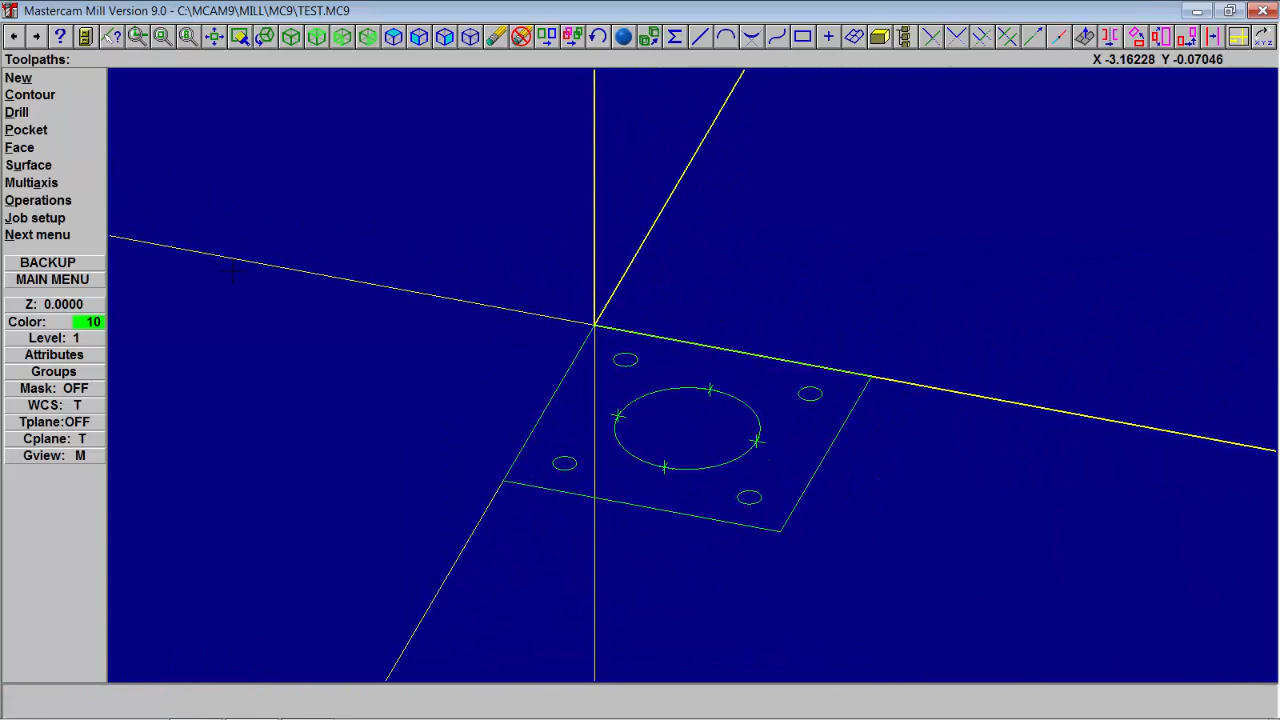 Mastercam Mill Version 9.0 - C:\MCAM9\MILL\MC9\TEST.MC9
Toolpaths:
X -3.16228 Y -0.07046
New
Contour
Drill
Pocket
Face
Surface
Multiaxis
Operations
Job setup
Next menu
BACKUP
MAIN MENU
Z: 0.0000
Color: 10
Level: 1
Attributes
Groups
Mask: OFF
WCS: T
Tplane:OFF
Cplane: T
Gview: M